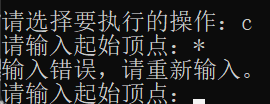 请选择要执行的操作：c
请输入起始顶点：*
输入错误，请重新输入。
请输入起始顶点：